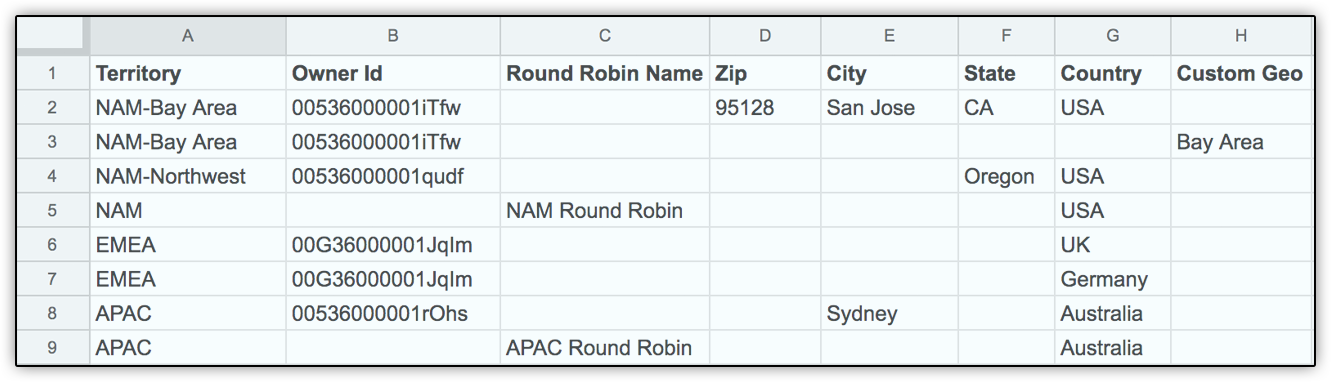 A B C D E F G H
1 Territory Owner Id Round Robin Name Zip City State Country Custom Geo
2 NAM-Bay Area 00536000001iTfw 95128 San Jose CA USA
3 NAM-Bay Area 00536000001iTfw Bay Area
4 NAM-Northwest 00536000001qudf Oregon USA
5 NAM NAM Round Robin USA
6 EMEA 00G36000001JqIm UK
7 EMEA 00G36000001JqIm Germany
8 APAC 00536000001rOhs Sydney Australia
9 APAC APAC Round Robin Australia